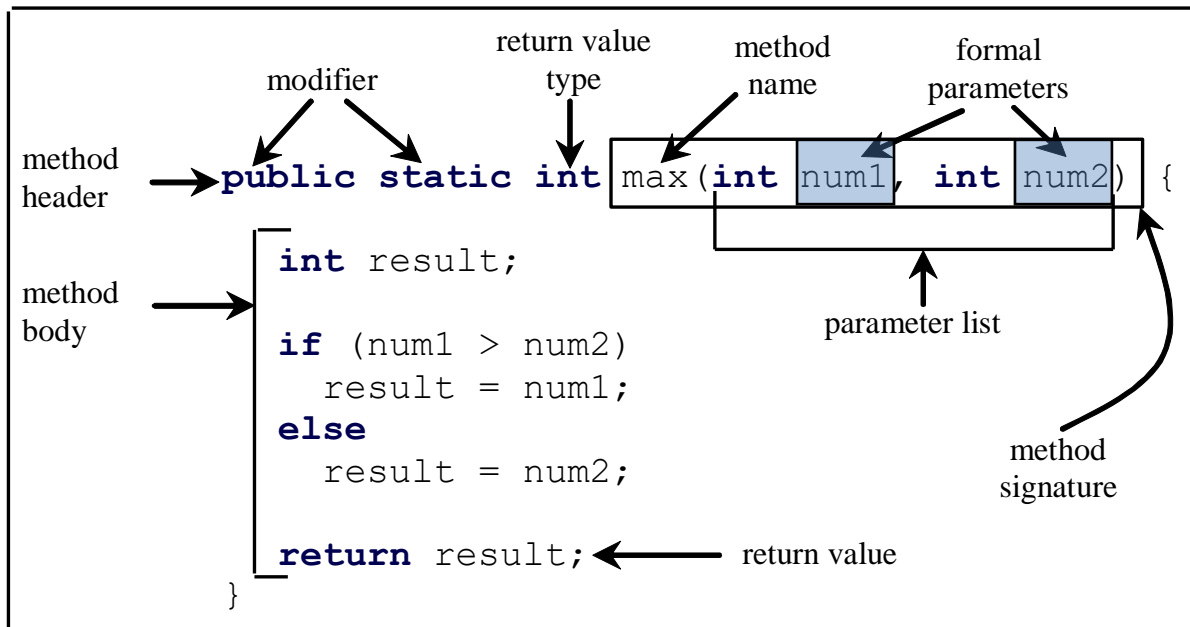 return value
type
method
name
formal
parameters
modifier
method
header
public static int max(int num1, int num2) {
int result;
method
body
parameter list
if (num1 > num2)
result = num1;
else
result = num2;
method
signature
return result;
return value
}